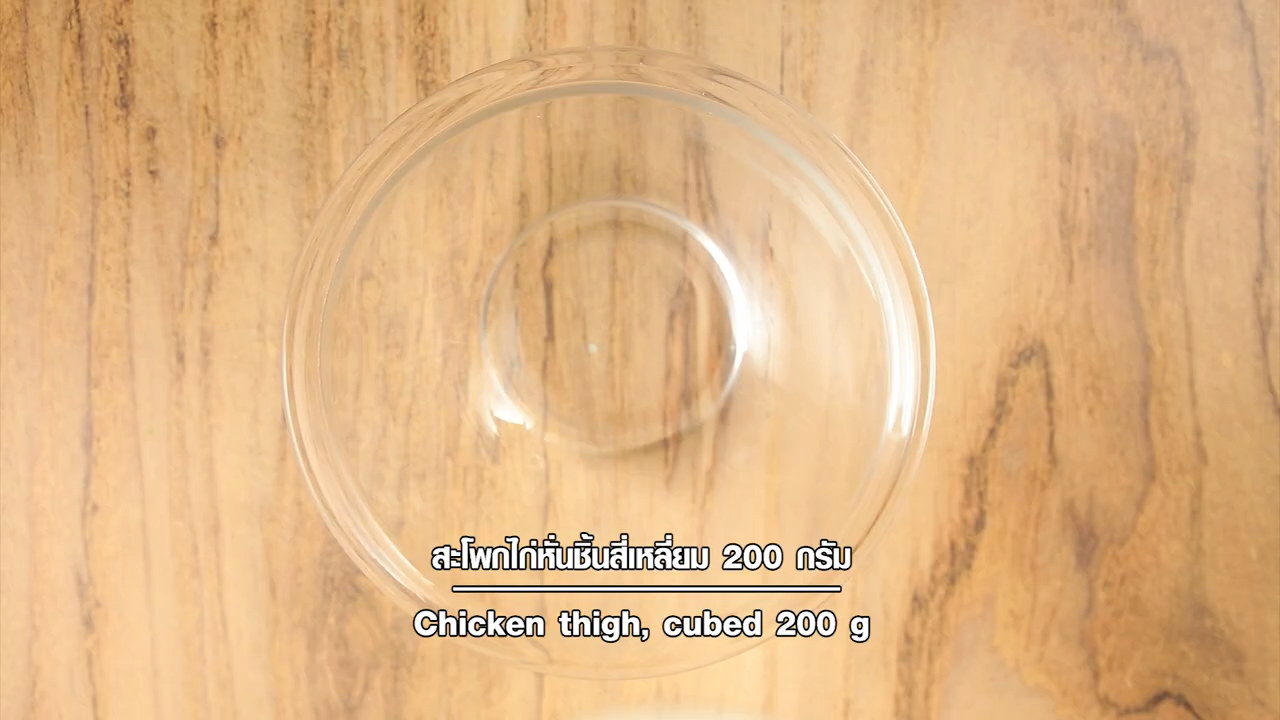 สะโพกไก่หั่นชิ้นสี่เหลี่ยม 200 กรัม
Chicken thigh, cubed 200 g